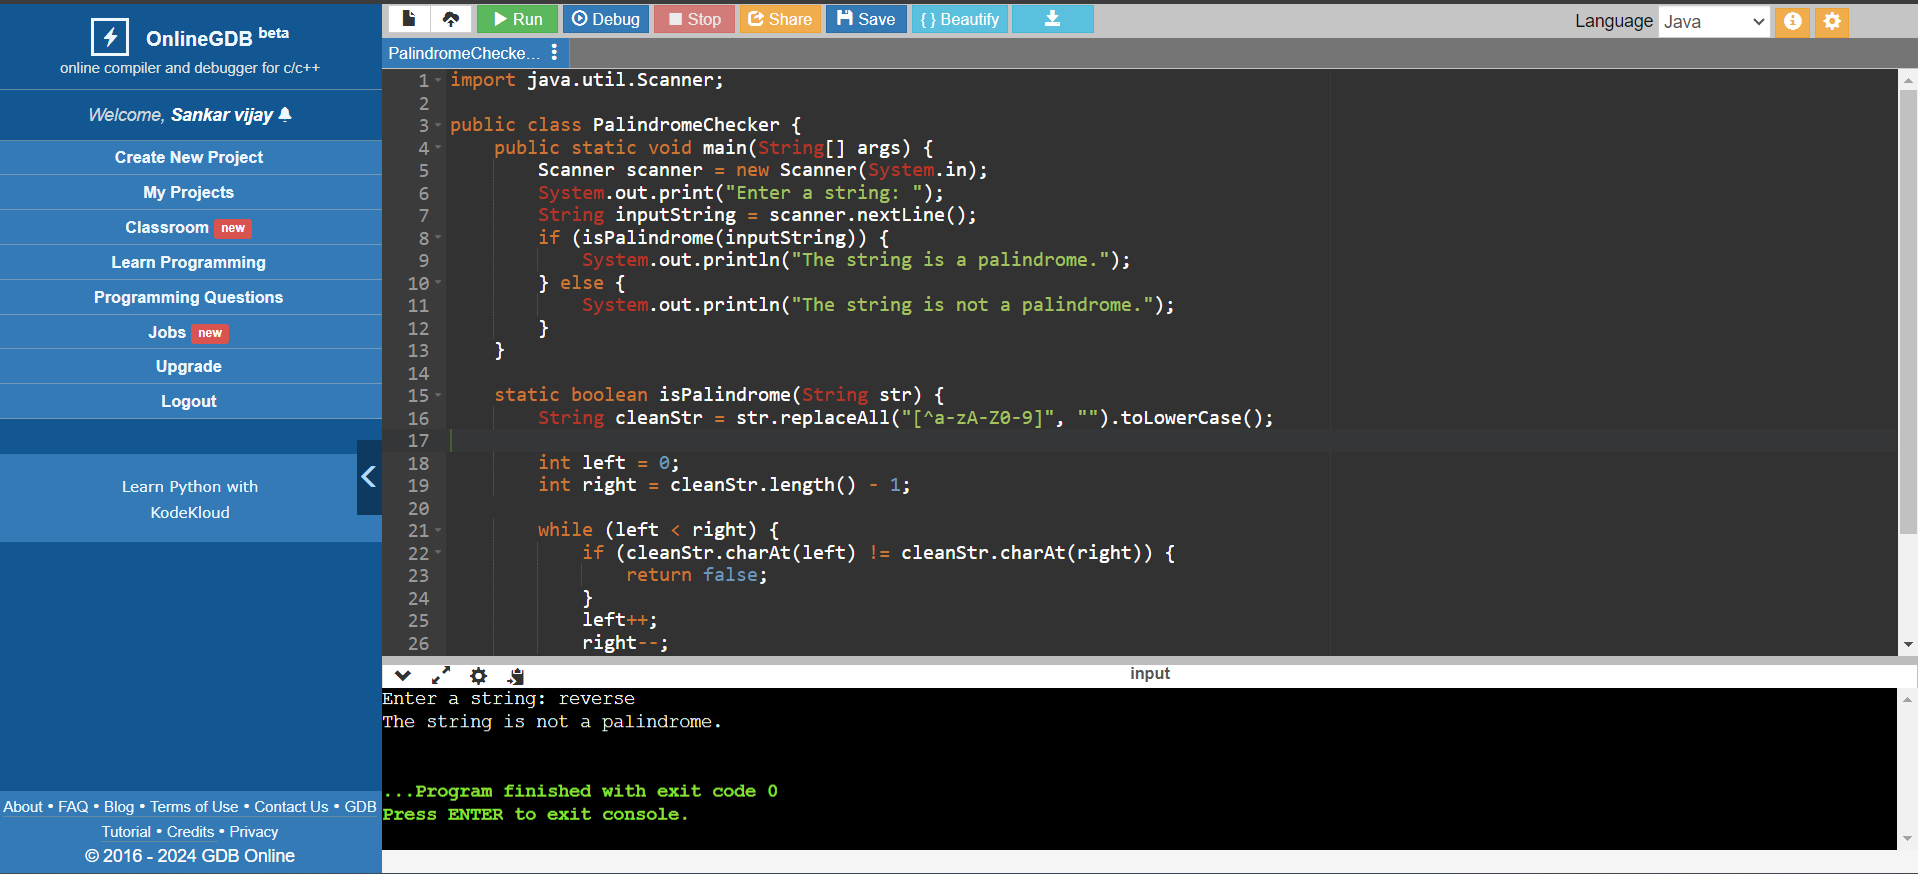 OnlineGDB beta
online compiler and debugger for c/c++
Welcome, Sankar vijay
Create New Project
My Projects
Classroom new
Learn Programming
Programming Questions
Jobs new
Upgrade
Logout
Learn Python with
KodeKloud
About • FAQ • Blog • Terms of Use • Contact Us • GDB
Tutorial • Credits • Privacy
© 2016 - 2024 GDB Online
Run Debug Stop Share Save { } Beautify
Language Java
PalindromeChecke...
1 import java.util.Scanner;
2
3 public class PalindromeChecker {
4     public static void main(String[] args) {
5         Scanner scanner = new Scanner(System.in);
6         System.out.print("Enter a string: ");
7         String inputString = scanner.nextLine();
8         if (isPalindrome(inputString)) {
9             System.out.println("The string is a palindrome.");
10         } else {
11             System.out.println("The string is not a palindrome.");
12         }
13     }
14
15     static boolean isPalindrome(String str) {
16         String cleanStr = str.replaceAll("[^a-zA-Z0-9]", "").toLowerCase();
17
18         int left = 0;
19         int right = cleanStr.length() - 1;
20
21         while (left < right) {
22             if (cleanStr.charAt(left) != cleanStr.charAt(right)) {
23                 return false;
24             }
25             left++;
26             right--;
input
Enter a string: reverse
The string is not a palindrome.
...Program finished with exit code 0
Press ENTER to exit console.